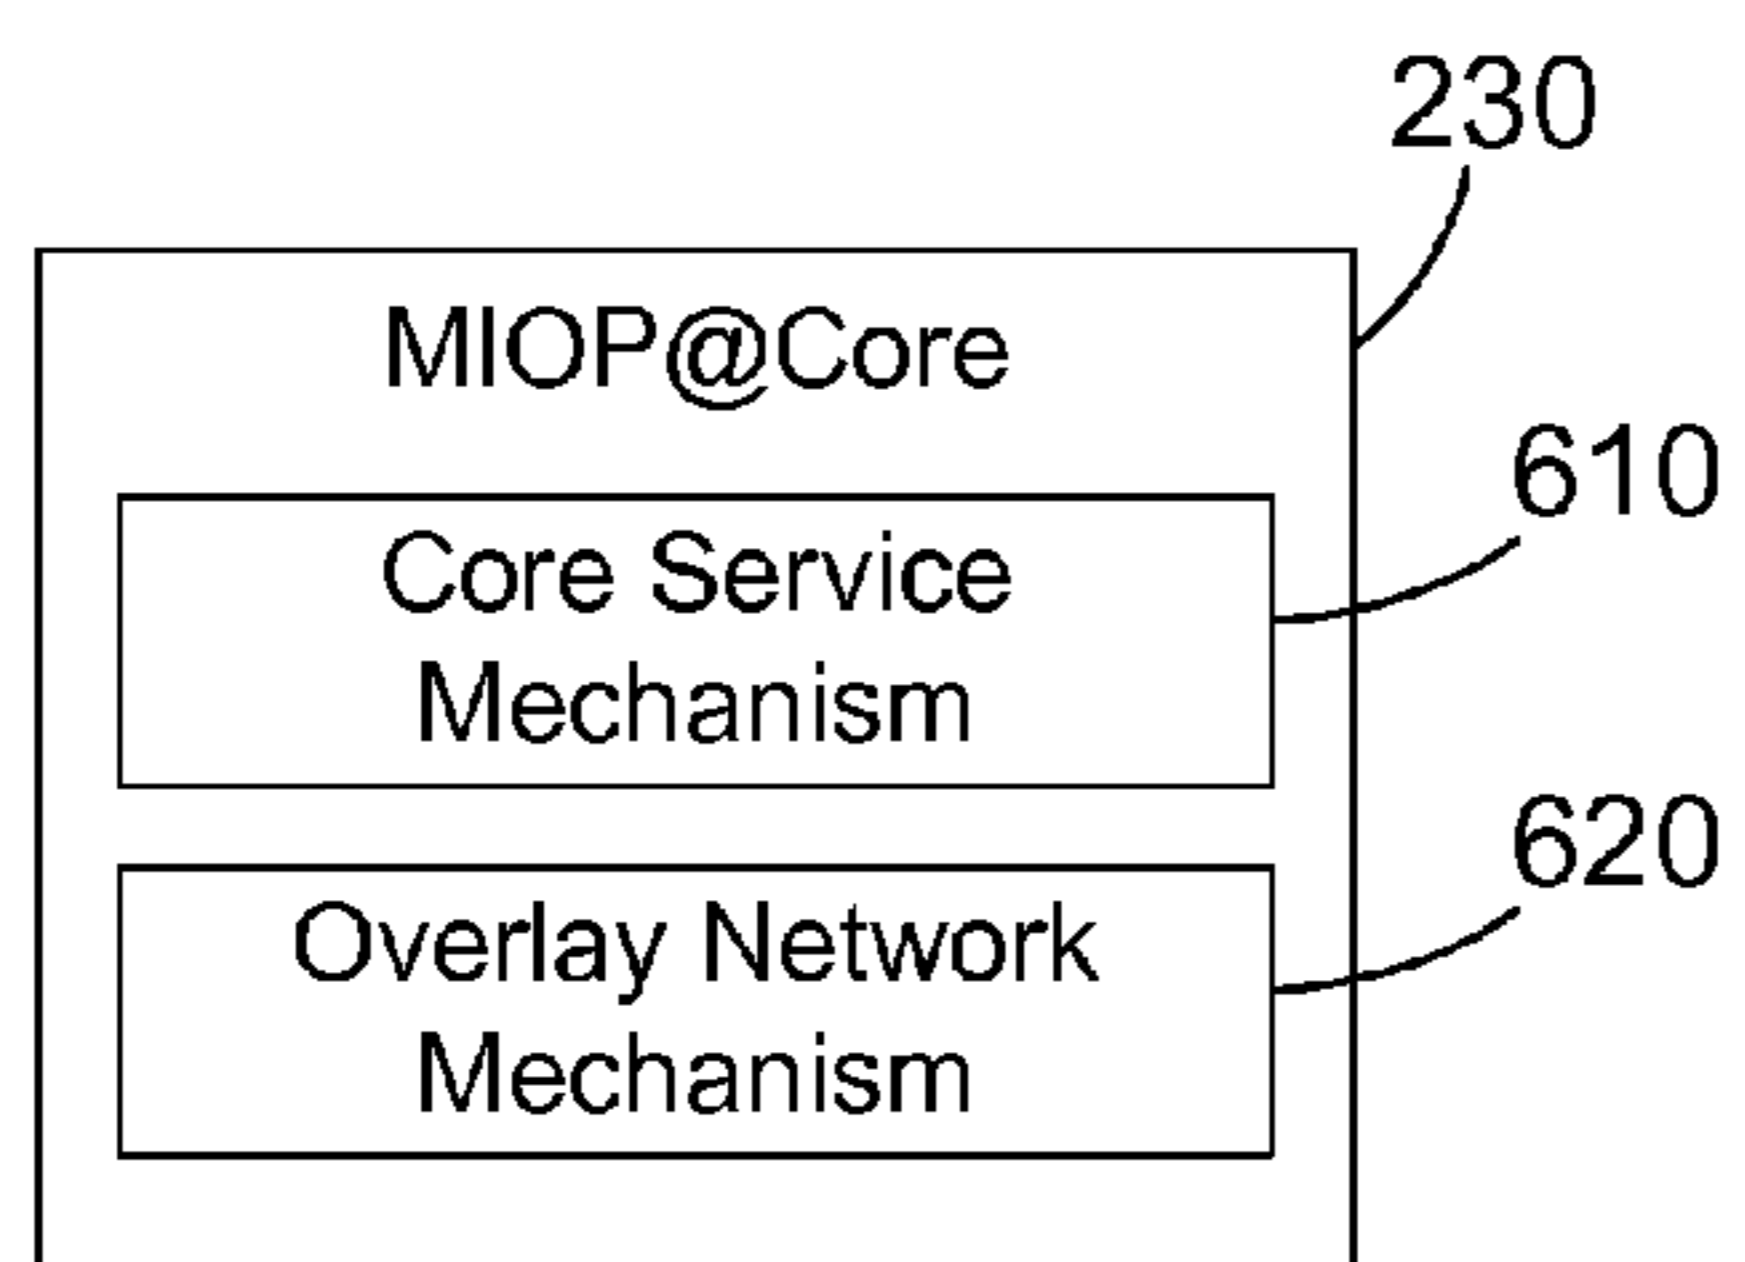 230
MIOP@Core
610
Core Service
Mechanism
620
Overlay Network
Mechanism